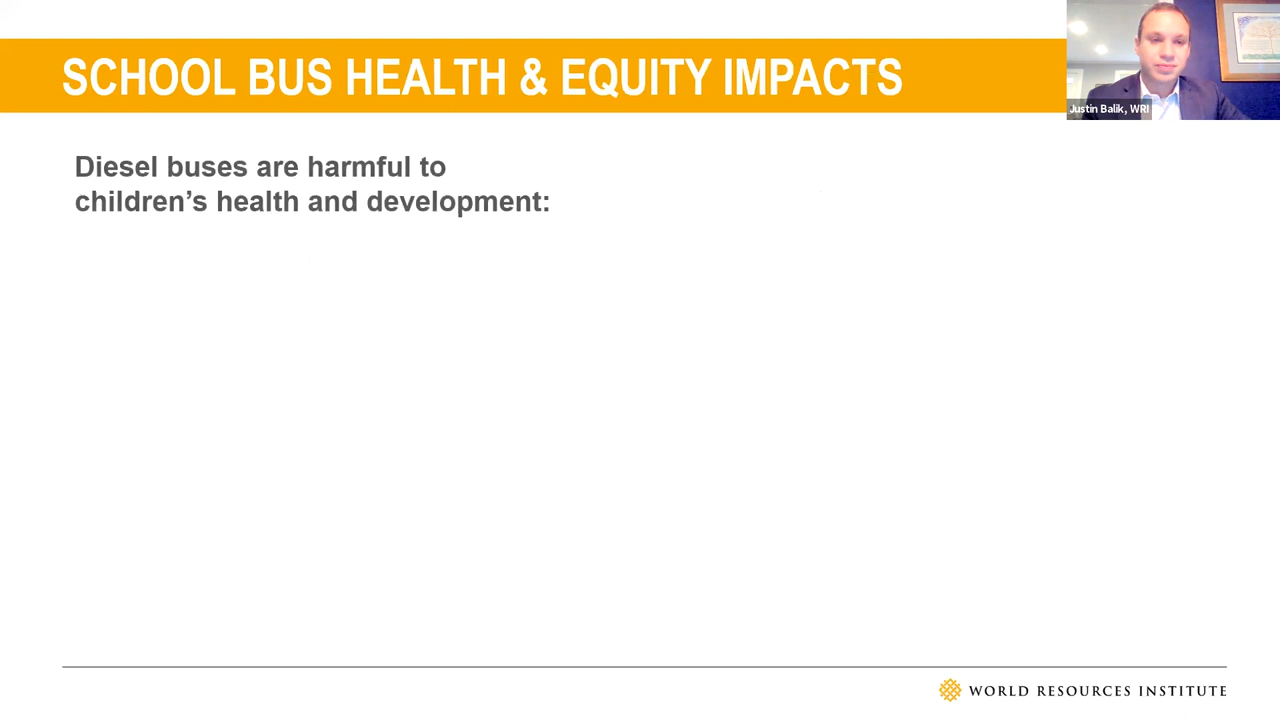 SCHOOL BUS HEALTH & EQUITY IMPACTS
Justin Balik, WRI
Diesel buses are harmful to
children’s health and development:
WORLD RESOURCES INSTITUTE